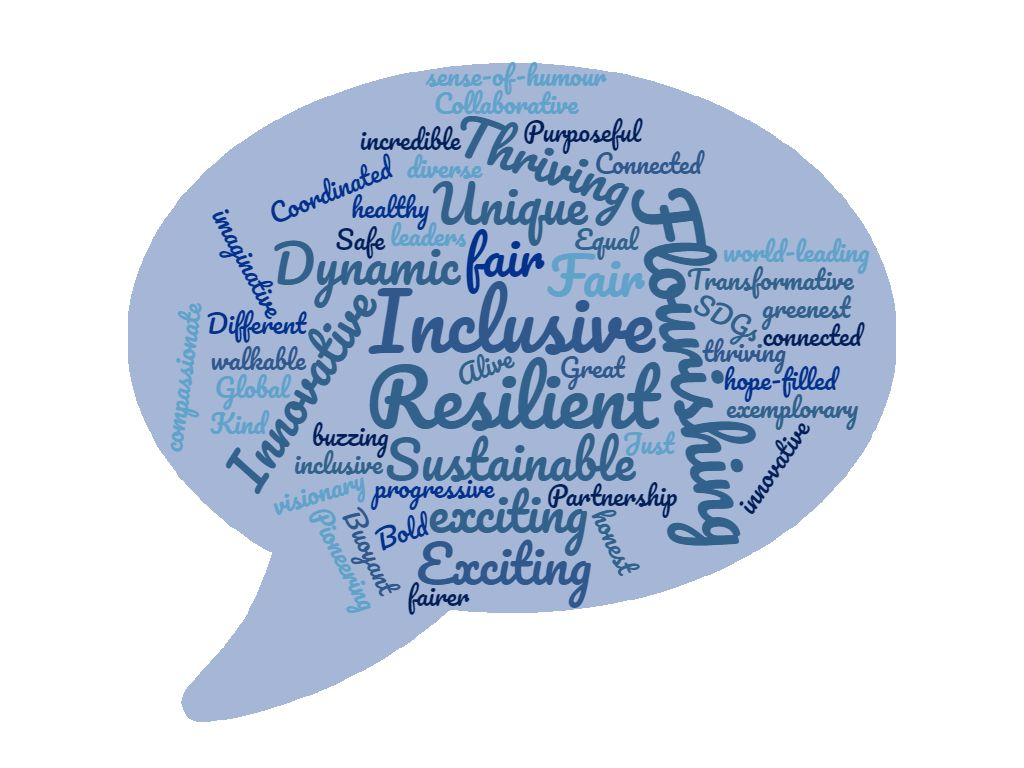 sense-of-humour
Collaborative
incredible
Thriving
Purposeful
Connected
diverse
Coordinated
healthy
Unique
Flourishing
imaginative
Safe
leaders
fair
Equal
world-leading
Dynamic
Fair
Transformative
SDGs
greenest
Innovative
Inclusive
Different
connected
compassionate
walkable
Alive
Great
thriving
Global
Resilient
hope-filled
Kind
exemplorary
buzzing
Sustainable
Just
innovative
inclusive
visionary
progressive
Partnership
Pioneering
Buoyant
Bold
exciting
honest
Exciting
fairer